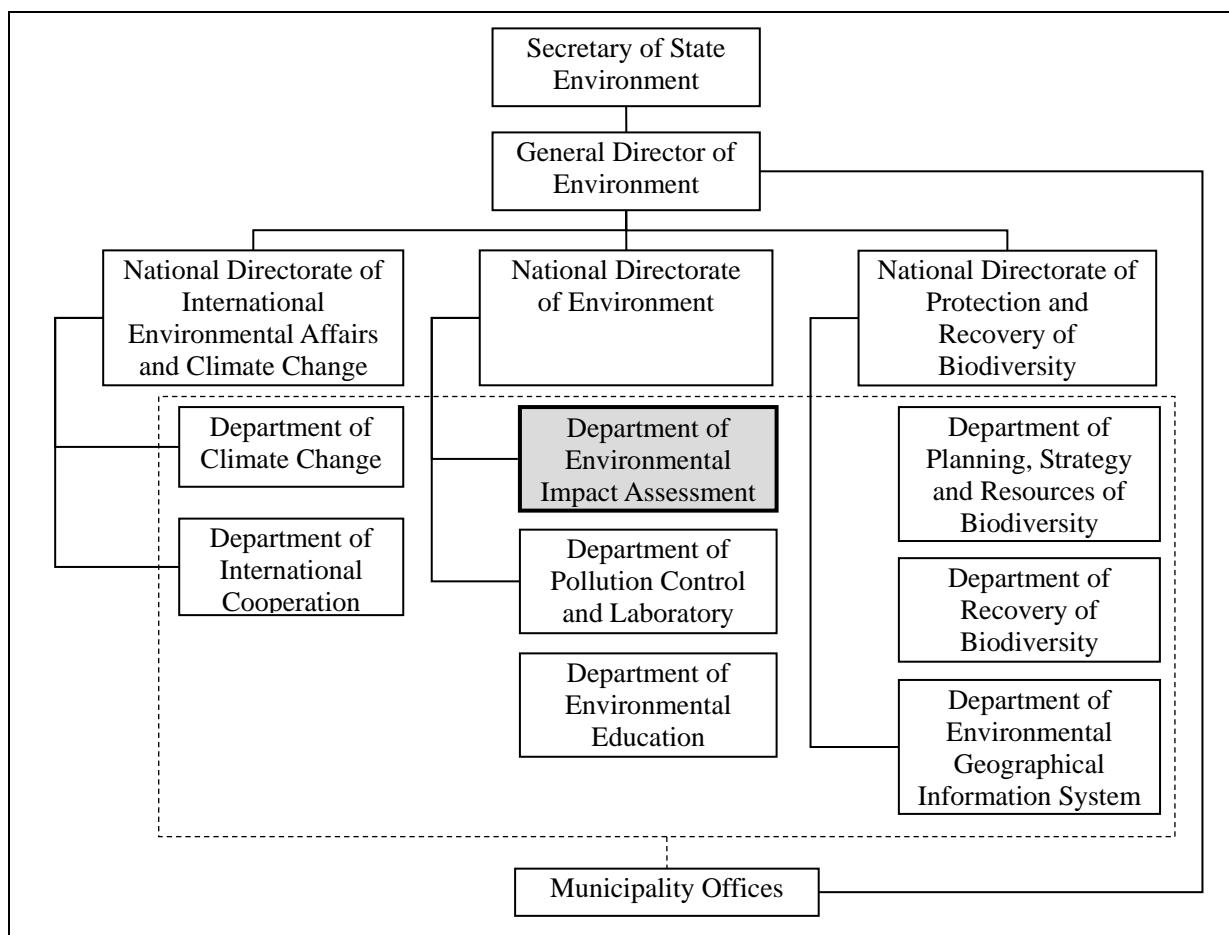 Secretary of State
Environment
General Director of
Environment
National Directorate of
International
Environmental Affairs
and Climate Change
National Directorate
of Environment
National Directorate of
Protection and
Recovery of
Biodiversity
Department of
Climate Change
Department of
International
Cooperation
Department of
Environmental
Impact Assessment
Department of
Pollution Control
and Laboratory
Department of
Environmental
Education
Department of
Planning, Strategy
and Resources of
Biodiversity
Department of
Recovery of
Biodiversity
Department of
Environmental
Geographical
Information System
Municipality Offices